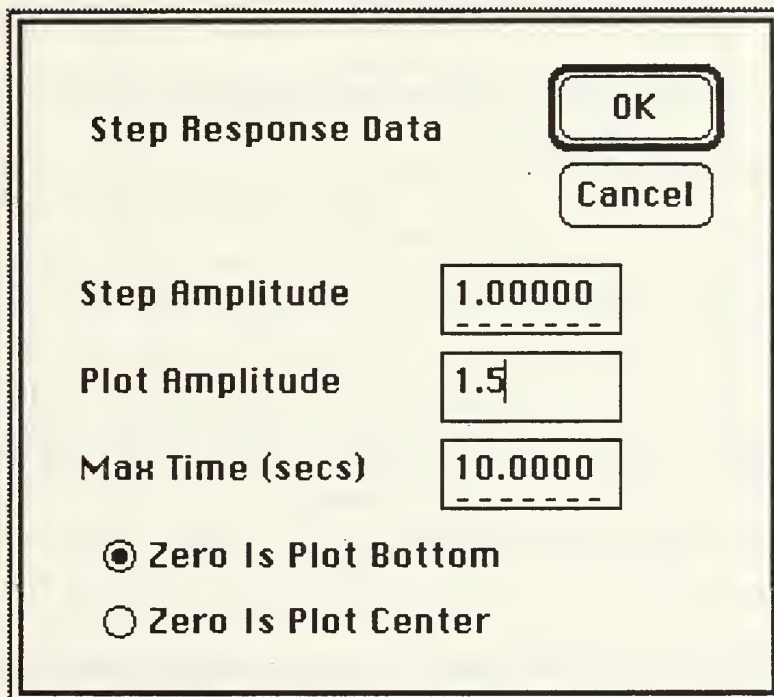 OK
Step Response Data
Cancel
Step Amplitude 1.00000
Plot Amplitude 1.5
Max Time (secs) 10.0000
Zero Is Plot Bottom
Zero Is Plot Center